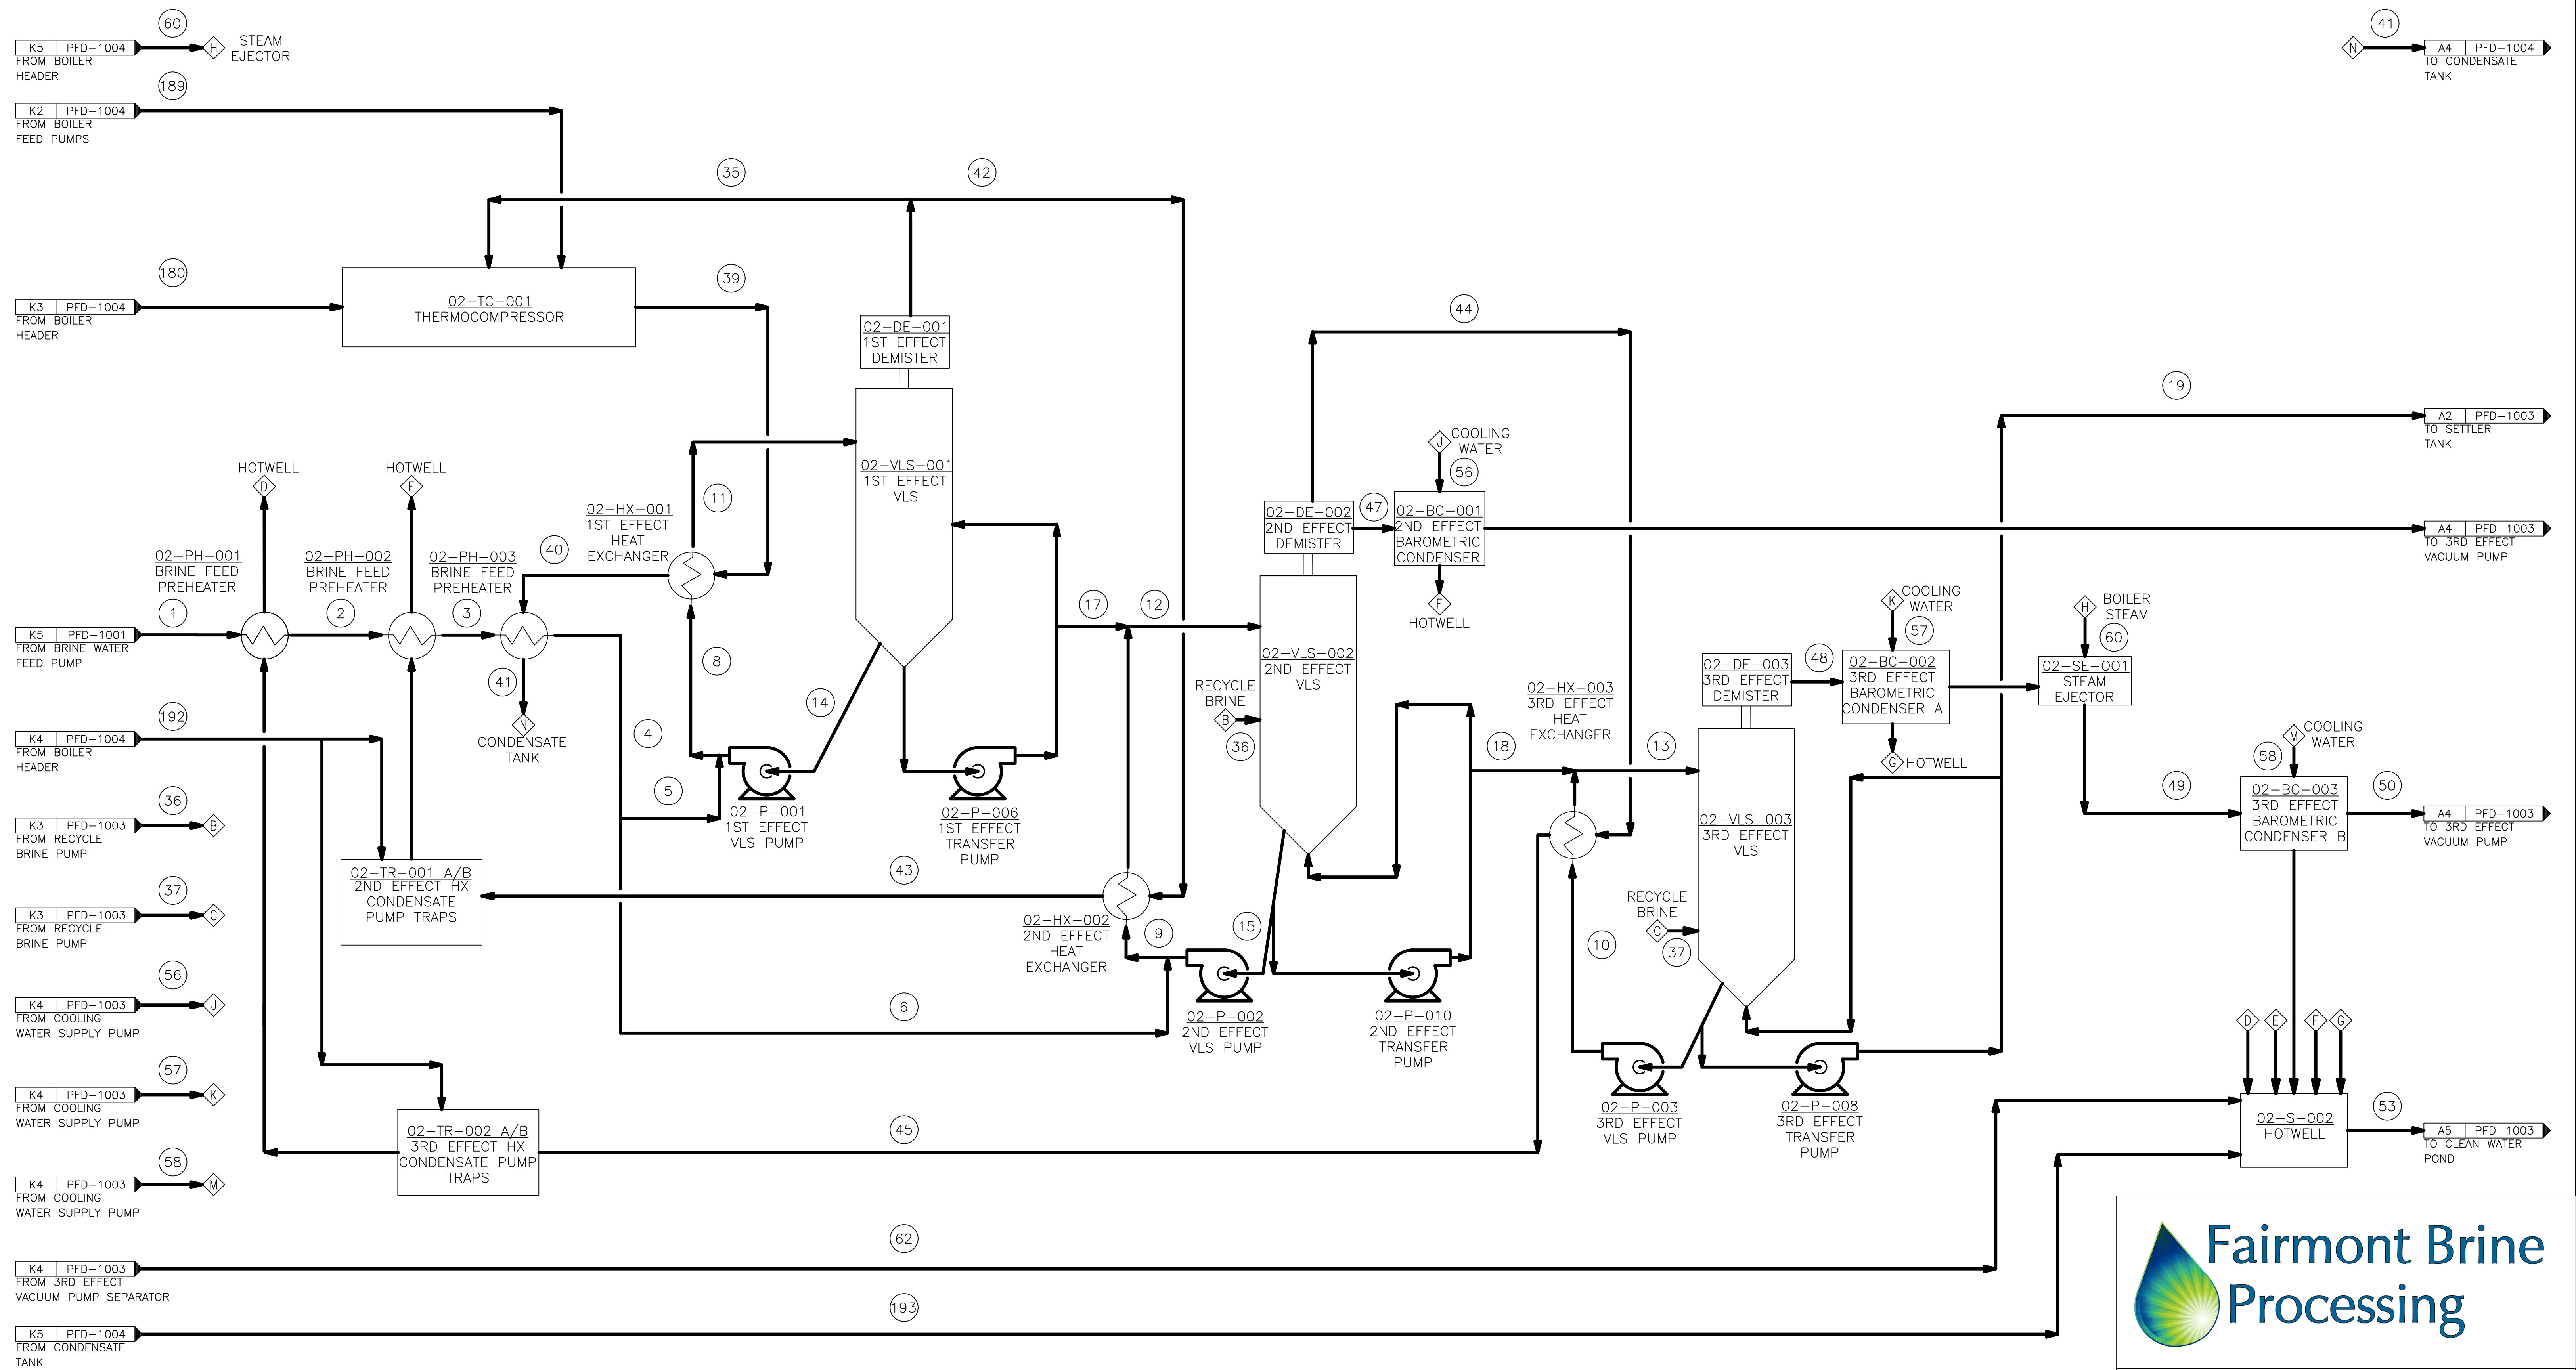 60
K5 PFD-1004
FROM BOILER
HEADER
H
STEAM
EJECTOR
41
N
A4 PFD-1004
TO CONDENSATE
TANK
189
K2 PFD-1004
FROM BOILER
FEED PUMPS
35
42
180
K3 PFD-1004
FROM BOILER
HEADER
02-TC-001
THERMOCOMPRESSOR
39
02-DE-001
1ST EFFECT
DEMISTER
02-VLS-001
1ST EFFECT
VLS
44
19
A2 PFD-1003
TO SETTLER
TANK
HOTWELL
D
HOTWELL
E
02-PH-001
BRINE FEED
PREHEATER
02-PH-002
BRINE FEED
PREHEATER
02-PH-003
BRINE FEED
PREHEATER
40
02-HX-001
1ST EFFECT
HEAT
EXCHANGER
11
1
2
3
K5 PFD-1001
FROM BRINE WATER
FEED PUMP
41
N
CONDENSATE
TANK
8
14
4
5
02-P-001
1ST EFFECT
VLS PUMP
02-P-006
1ST EFFECT
TRANSFER
PUMP
17
12
J
COOLING
WATER
56
02-DE-002
2ND EFFECT
DEMISTER
47
02-BC-001
2ND EFFECT
BAROMETRIC
CONDENSER
F
HOTWELL
A4 PFD-1003
TO 3RD EFFECT
VACUUM PUMP
02-VLS-002
2ND EFFECT
VLS
RECYCLE
BRINE
B
36
18
02-HX-003
3RD EFFECT
HEAT
EXCHANGER
13
02-DE-003
3RD EFFECT
DEMISTER
48
K
COOLING
WATER
57
02-BC-002
3RD EFFECT
BAROMETRIC
CONDENSER A
G
HOTWELL
H
BOILER
STEAM
60
02-SE-001
STEAM
EJECTOR
M
COOLING
WATER
58
49
02-BC-003
3RD EFFECT
BAROMETRIC
CONDENSER B
50
A4 PFD-1003
TO 3RD EFFECT
VACUUM PUMP
02-VLS-003
3RD EFFECT
VLS
RECYCLE
BRINE
C
37
10
192
K4 PFD-1004
FROM BOILER
HEADER
36
K3 PFD-1003
FROM RECYCLE
BRINE PUMP
B
02-TR-001 A/B
2ND EFFECT HX
CONDENSATE
PUMP TRAPS
43
02-HX-002
2ND EFFECT
HEAT
EXCHANGER
9
15
37
K3 PFD-1003
FROM RECYCLE
BRINE PUMP
C
6
02-P-002
2ND EFFECT
VLS PUMP
02-P-010
2ND EFFECT
TRANSFER
PUMP
56
K4 PFD-1003
FROM COOLING
WATER SUPPLY PUMP
J
57
K4 PFD-1003
FROM COOLING
WATER SUPPLY PUMP
K
02-TR-002 A/B
3RD EFFECT HX
CONDENSATE PUMP
TRAPS
45
02-P-003
3RD EFFECT
VLS PUMP
02-P-008
3RD EFFECT
TRANSFER
PUMP
D
E
F
G
02-S-002
HOTWELL
53
A5 PFD-1003
TO CLEAN WATER
POND
58
K4 PFD-1003
FROM COOLING
WATER SUPPLY PUMP
M
62
K4 PFD-1003
FROM 3RD EFFECT
VACUUM PUMP SEPARATOR
193
K5 PFD-1004
FROM CONDENSATE
TANK
Fairmont Brine
Processing